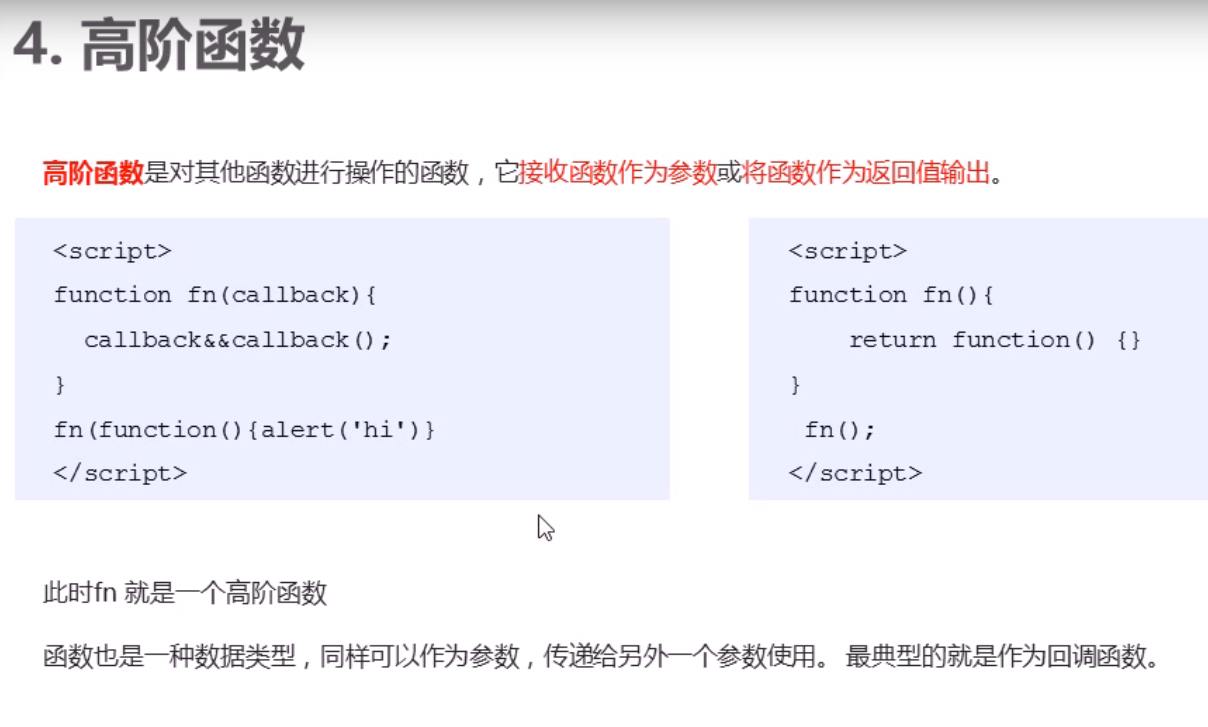 4. 高阶函数
高阶函数是对其他函数进行操作的函数，它接收函数作为参数或将函数作为返回值输出。
<script>
function fn(callback){
  callback&&callback();
}
fn(function(){alert('hi')}
</script>
<script>
function fn(){
    return function() {}
}
 fn();
</script>
此时fn 就是一个高阶函数
函数也是一种数据类型，同样可以作为参数，传递给另外一个参数使用。 最典型的就是作为回调函数。